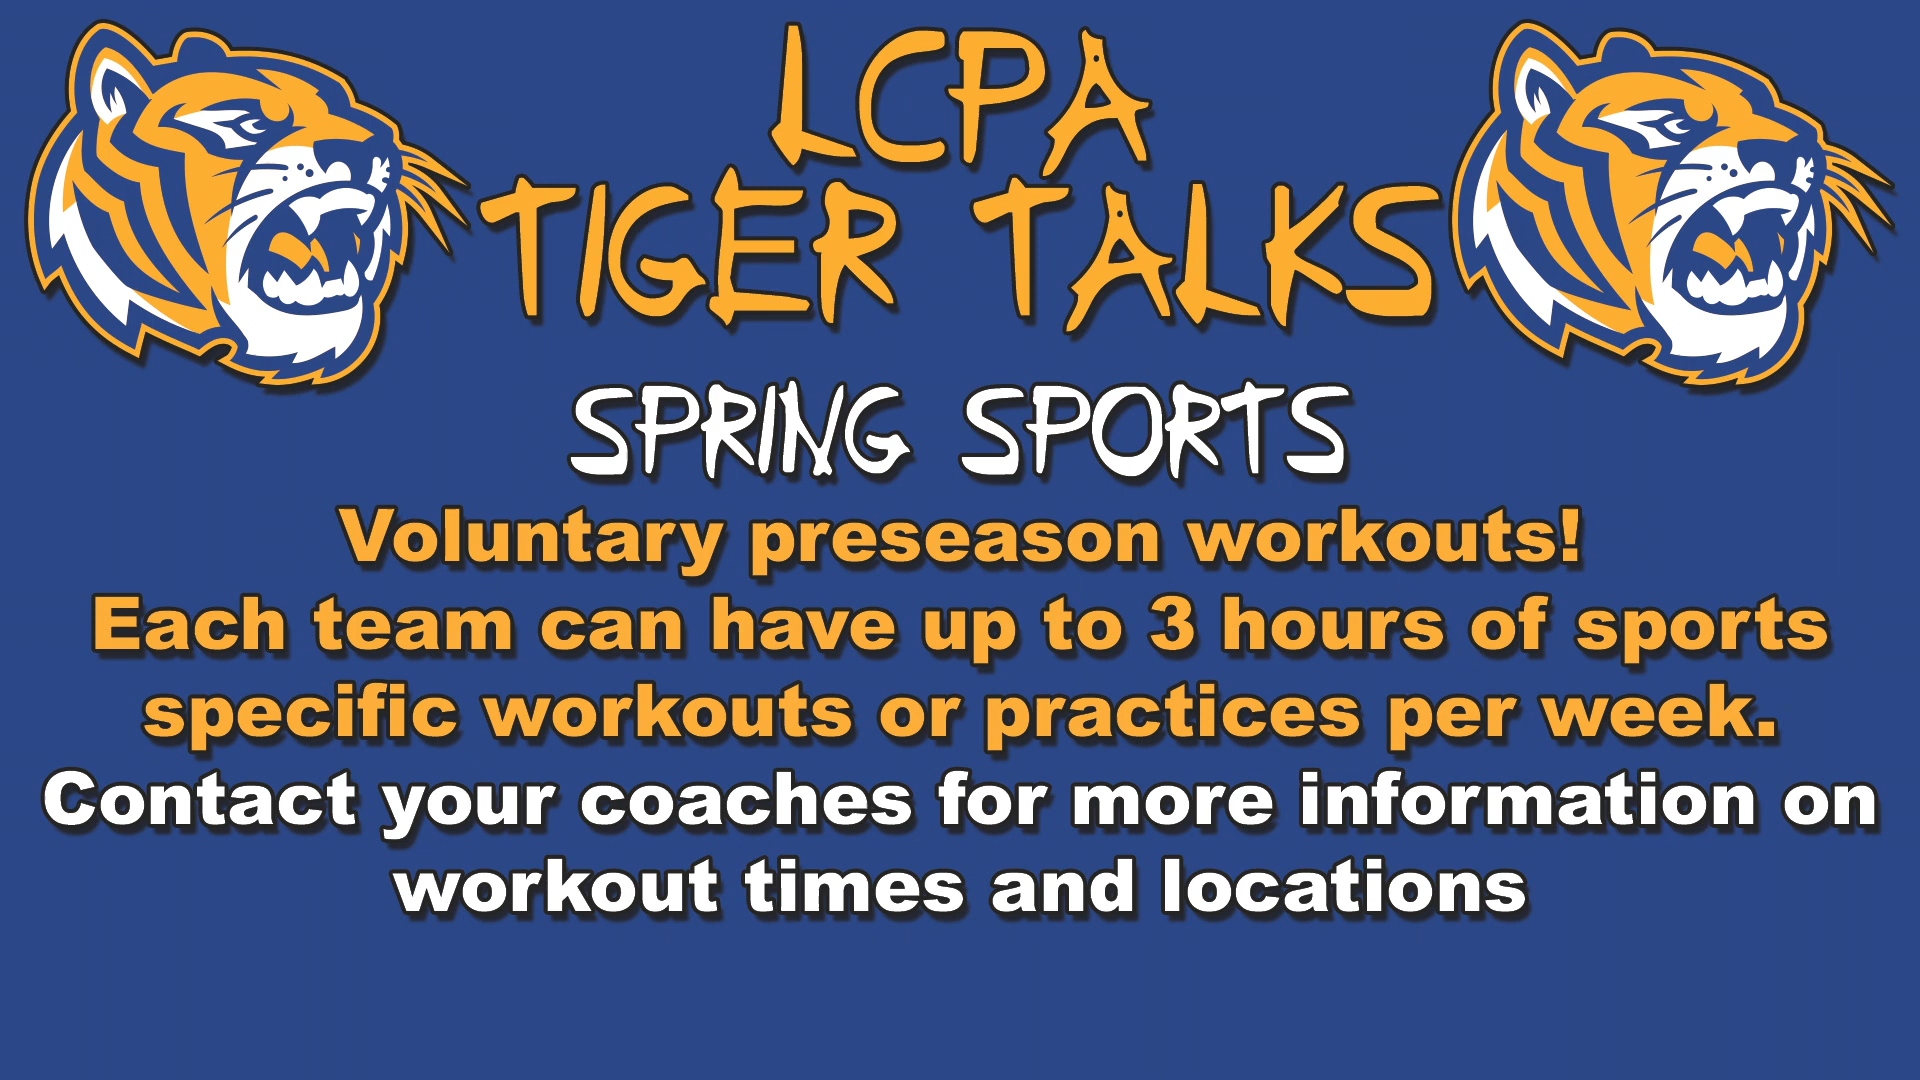 LCPA
TIGER TALKS
SPRING SPORTS
Voluntary preseason workouts!
Each team can have up to 3 hours of sports
specific workouts or practices per week.
Contact your coaches for more information on
workout times and locations